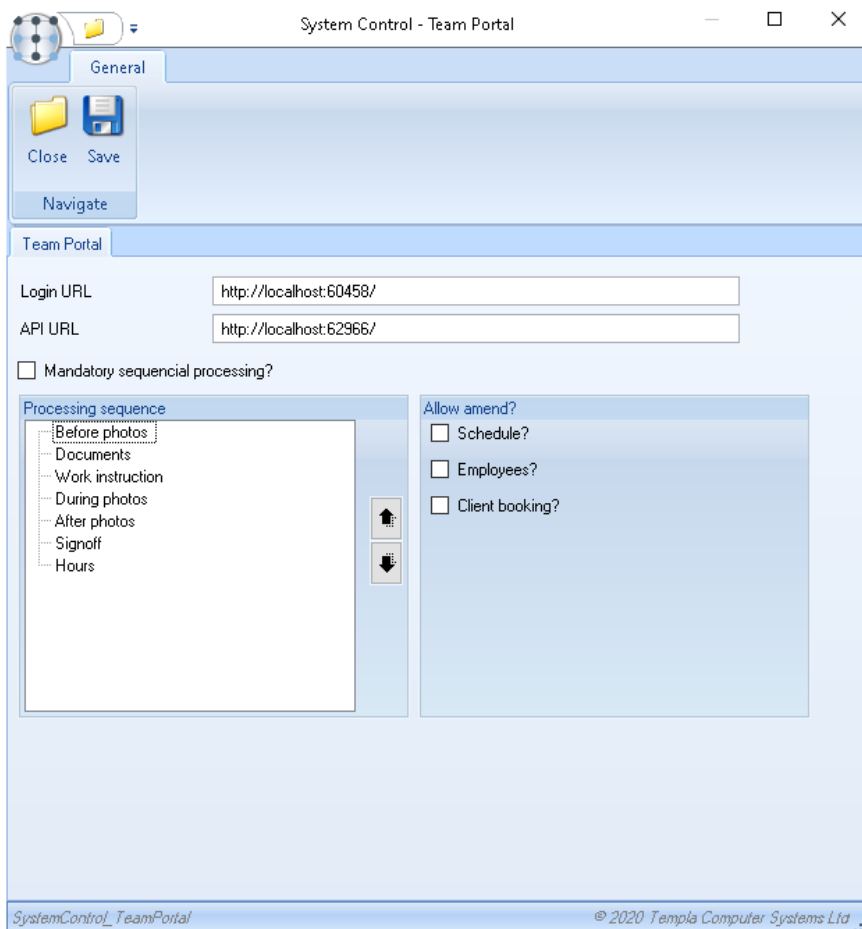 System Control - Team Portal
General
Close Save
Navigate
Team Portal
Login URL http://localhost:60458/
API URL http://localhost:62966/
Mandatory sequencial processing?
Processing sequence
Before photos
Documents
Work instruction
During photos
After photos
Signoff
Hours
Allow amend?
Schedule?
Employees?
Client booking?
SystemControl_TeamPortal © 2020 Templa Computer Systems Ltd